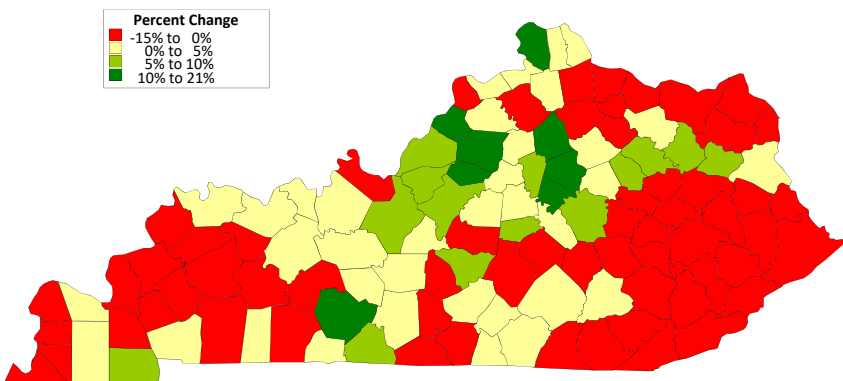 Percent Change
-15% to 0%
0% to 5%
5% to 10%
10% to 21%